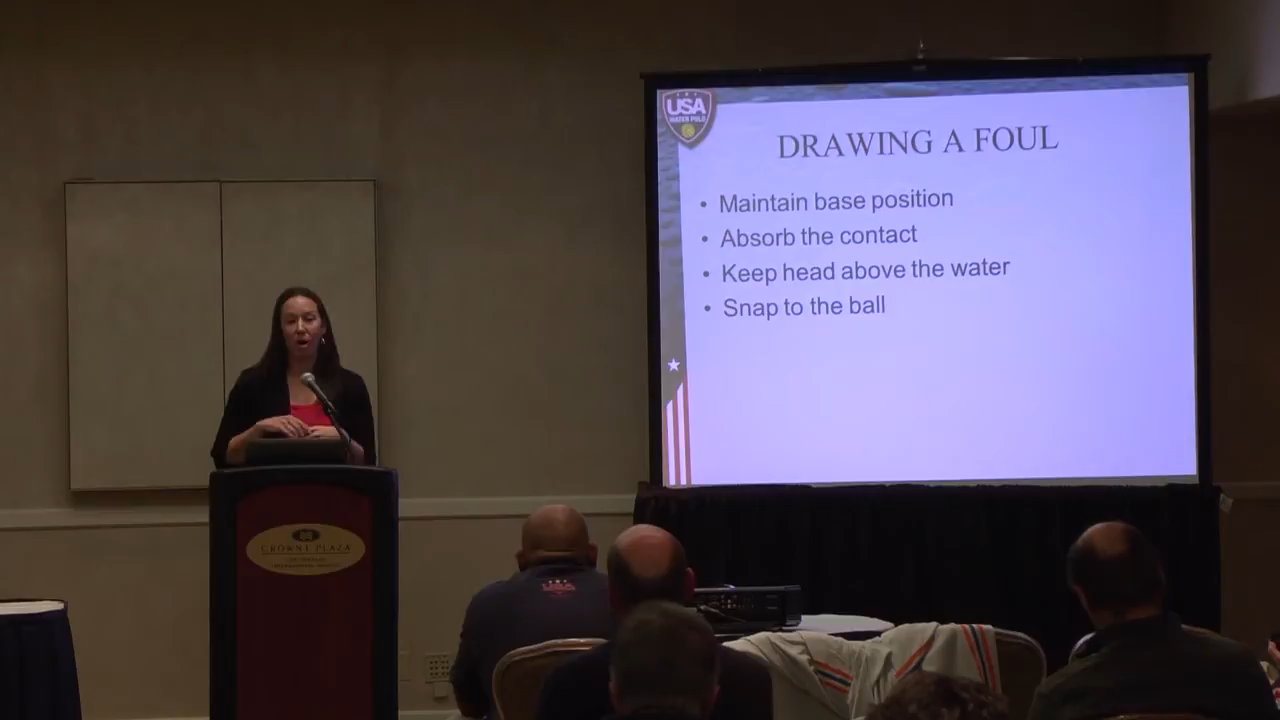 USA
WATER POLO
DRAWING A FOUL
• Maintain base position
• Absorb the contact
• Keep head above the water
• Snap to the ball
CROWNE PLAZA
USA